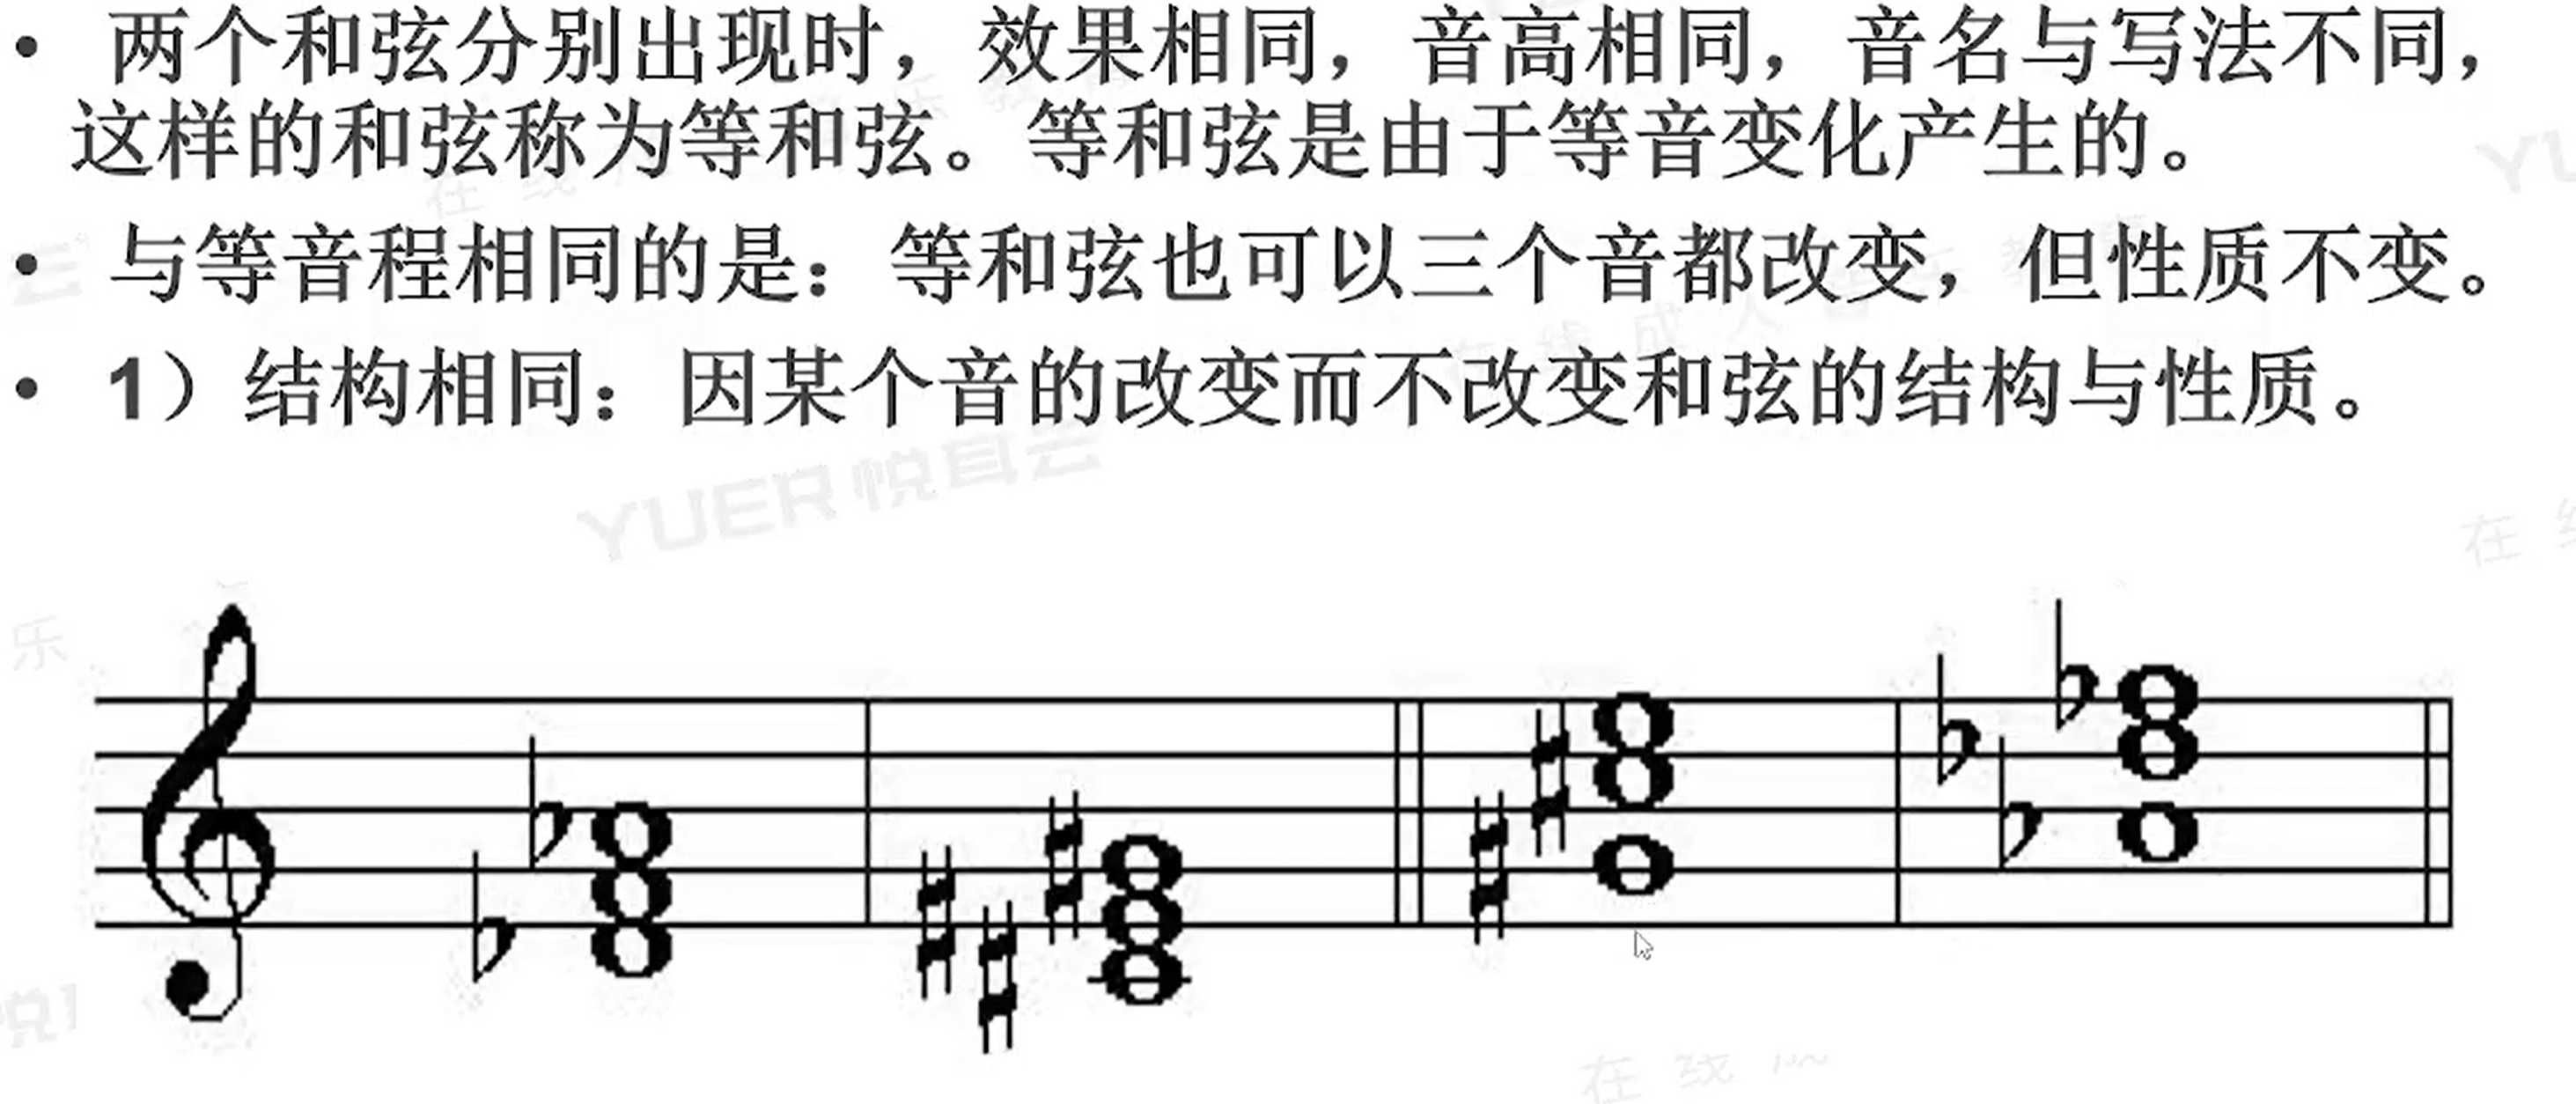 • 两个和弦分别出现时，效果相同，音高相同，音名与写法不同，
这样的和弦称为等和弦。等和弦是由于等音变化产生的。
• 与等音程相同的是：等和弦也可以三个音都改变，但性质不变。
• 1）结构相同：因某个音的改变而不改变和弦的结构与性质。
YUER悦耳云